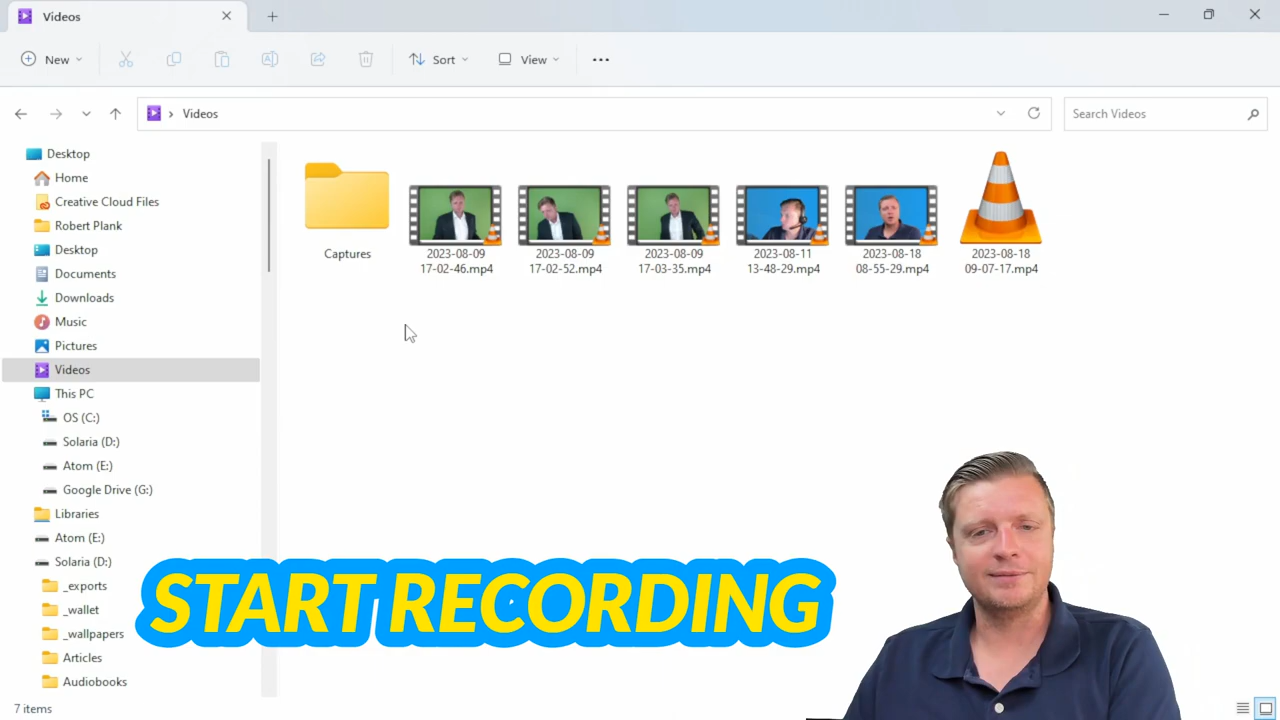 Videos
New
Sort
View
Videos
Search Videos
Desktop
Home
Creative Cloud Files
Robert Plank
Desktop
Documents
Downloads
Music
Pictures
Videos
This PC
OS (C:)
Solaria (D:)
Atom (E:)
Google Drive (G:)
Libraries
Atom (E:)
Solaria (D:)
_exports
_wallet
_wallpapers
Articles
Audiobooks
Captures
2023-08-09
17-02-46.mp4
2023-08-09
17-02-52.mp4
2023-08-09
17-03-35.mp4
2023-08-11
13-48-29.mp4
2023-08-18
08-55-29.mp4
2023-08-18
09-07-17.mp4
START RECORDING
7 items